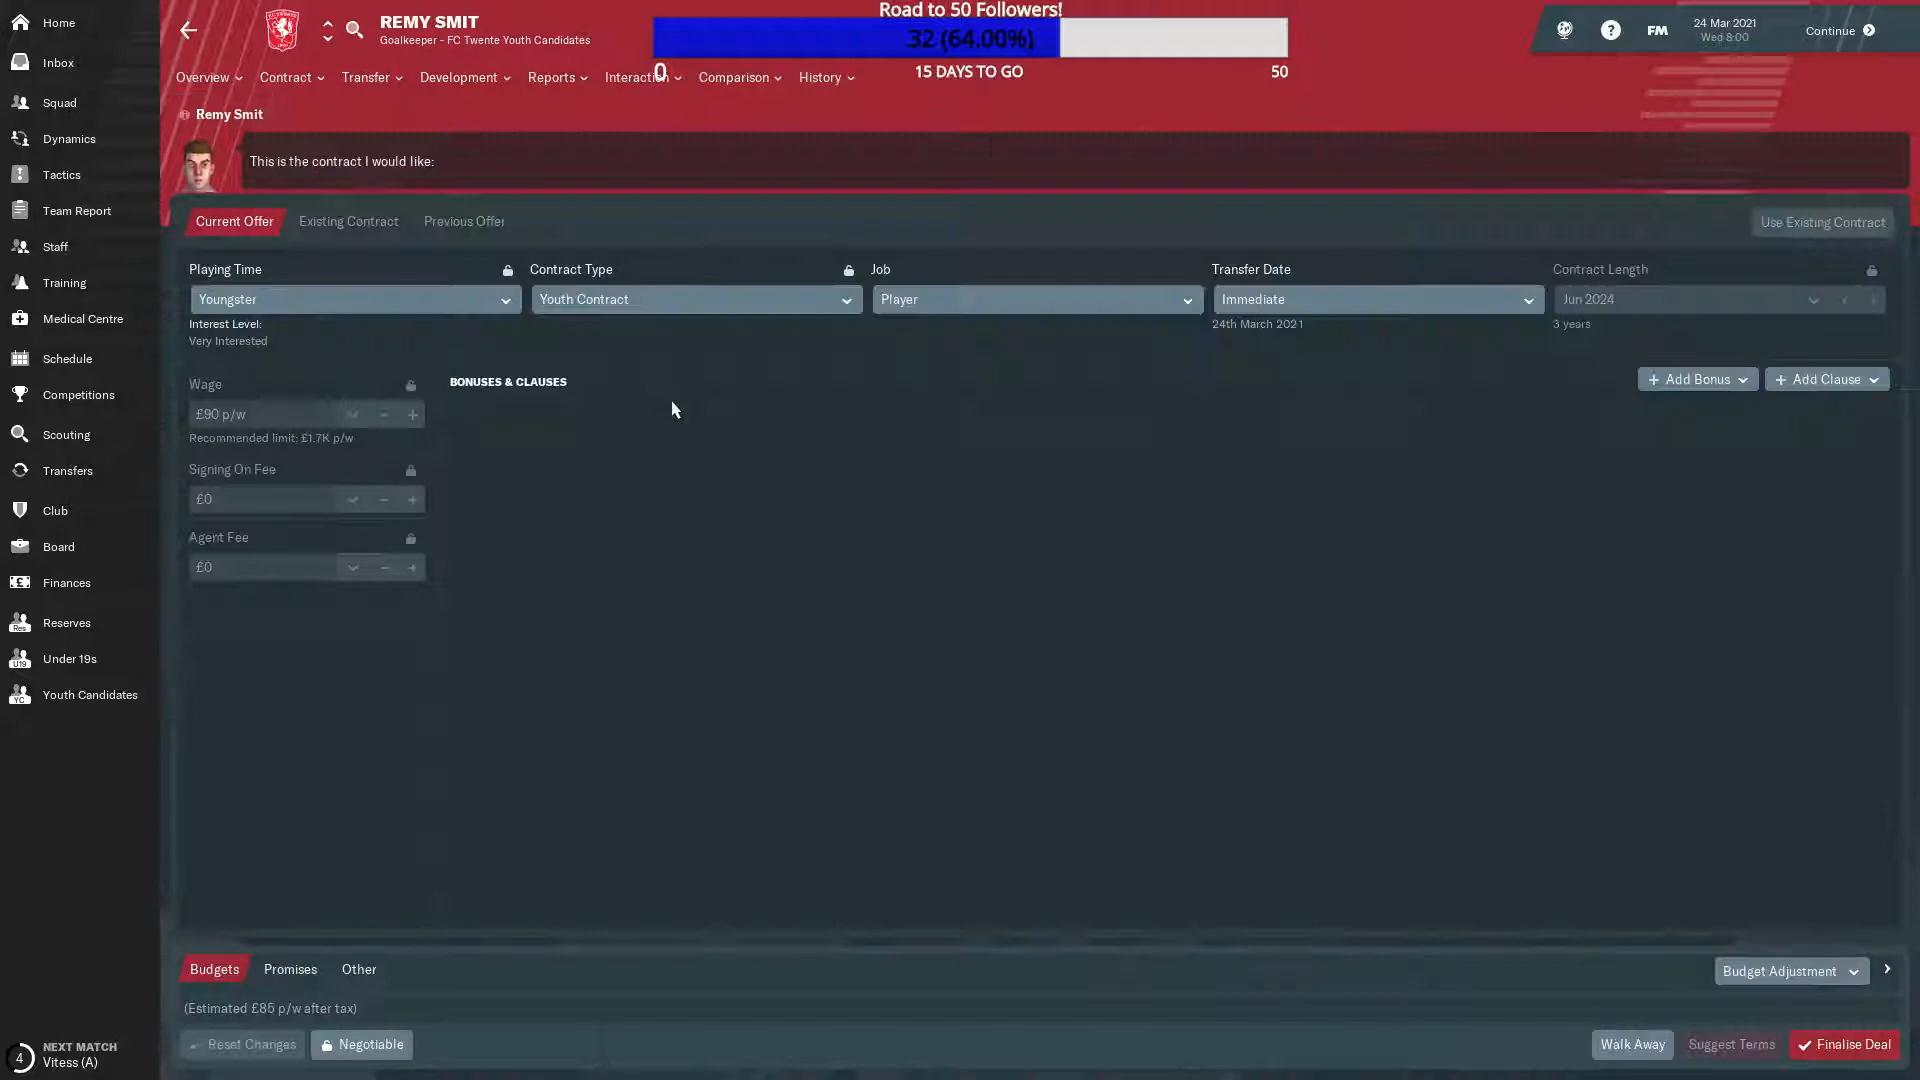 Home
Inbox
Squad
Dynamics
Tactics
Team Report
Staff
Training
Medical Centre
Schedule
Competitions
Scouting
Transfers
Club
Board
Finances
Reserves
Under 19s
Youth Candidates
NEXT MATCH
4
Vitess (A)
REMY SMIT
Goalkeeper - FC Twente Youth Candidates
Road to 50 Followers!
32 (64.00%)
0
15 DAYS TO GO
50
FM
24 Mar 2021
Wed 8:00
Continue
Overview
Contract
Transfer
Development
Reports
Interaction
Comparison
History
Remy Smit
This is the contract I would like:
Current Offer
Existing Contract
Previous Offer
Use Existing Contract
Playing Time
Contract Type
Job
Transfer Date
Contract Length
Youngster
Youth Contract
Player
Immediate
Jun 2024
Interest Level:
24th March 2021
3 years
Very Interested
Wage
BONUSES & CLAUSES
Add Bonus
Add Clause
£90 p/w
Recommended limit: £1.7K p/w
Signing On Fee
£0
Agent Fee
£0
Budgets
Promises
Other
Budget Adjustment
(Estimated £85 p/w after tax)
Reset Changes
Negotiable
Walk Away
Suggest Terms
Finalise Deal